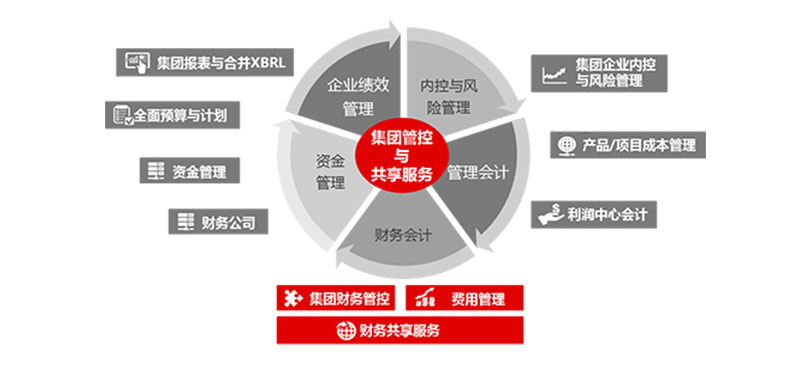 集团报表与合并XBRL
全面预算与计划
资金管理
财务公司
企业绩效
管理
内控与风
险管理
资金
管理
集团管控
与
共享服务
管理会计
财务会计
集团企业内控
与风险管理
产品/项目成本管理
利润中心会计
集团财务管控
费用管理
财务共享服务